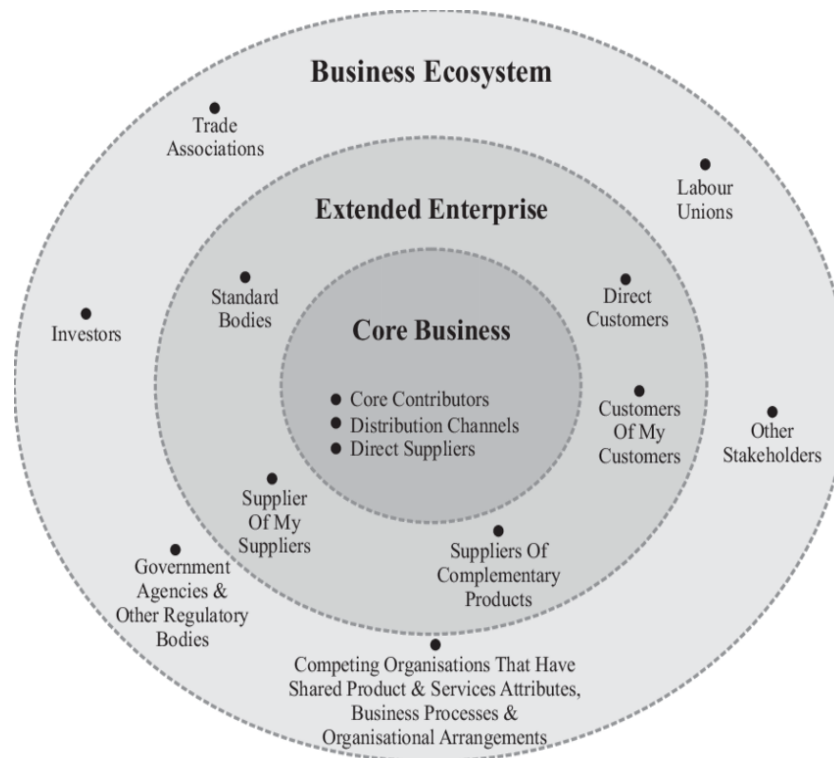 Business Ecosystem
Trade
Associations
Labour
Unions
Extended Enterprise
Standard
Bodies
Direct
Customers
Investors
Core Business
Core Contributors
Distribution Channels
Direct Suppliers
Customers
Of My
Customers
Other
Stakeholders
Supplier
Of My
Suppliers
Suppliers Of
Complementary
Products
Government
Agencies &
Other Regulatory
Bodies
Competing Organisations That Have
Shared Product & Services Attributes,
Business Processes &
Organisational Arrangements